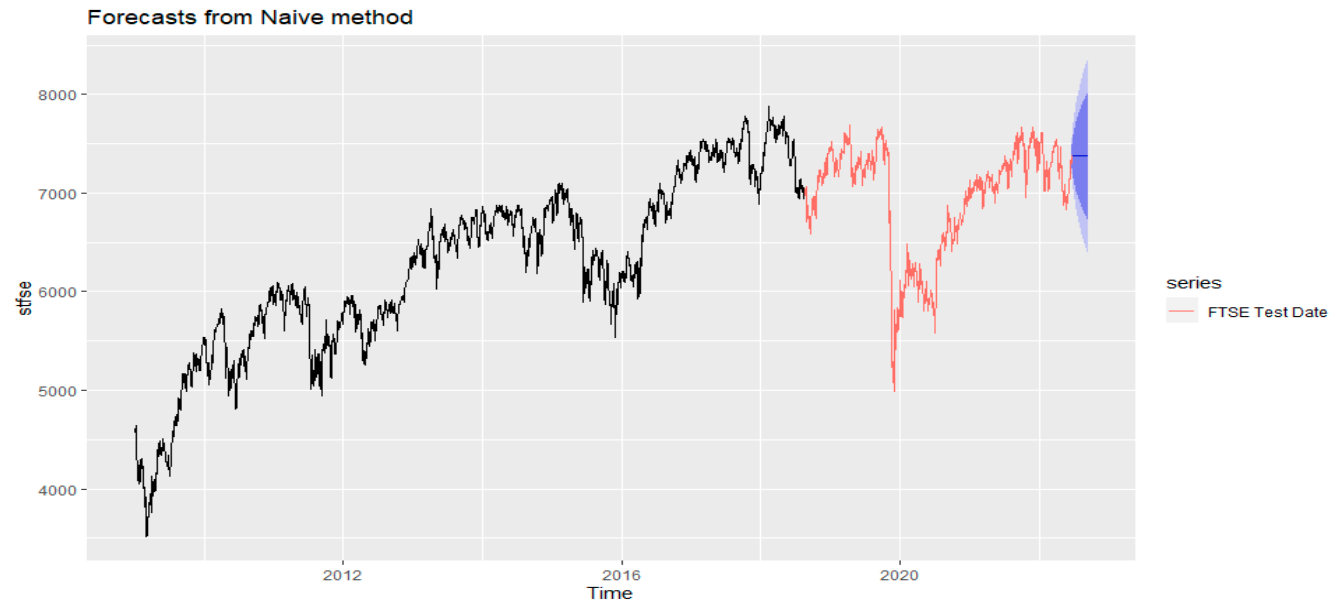 Forecasts from Naive method
8000
7000
6000
5000
4000
stfse
2012
2016
2020
Time
series
FTSE Test Date